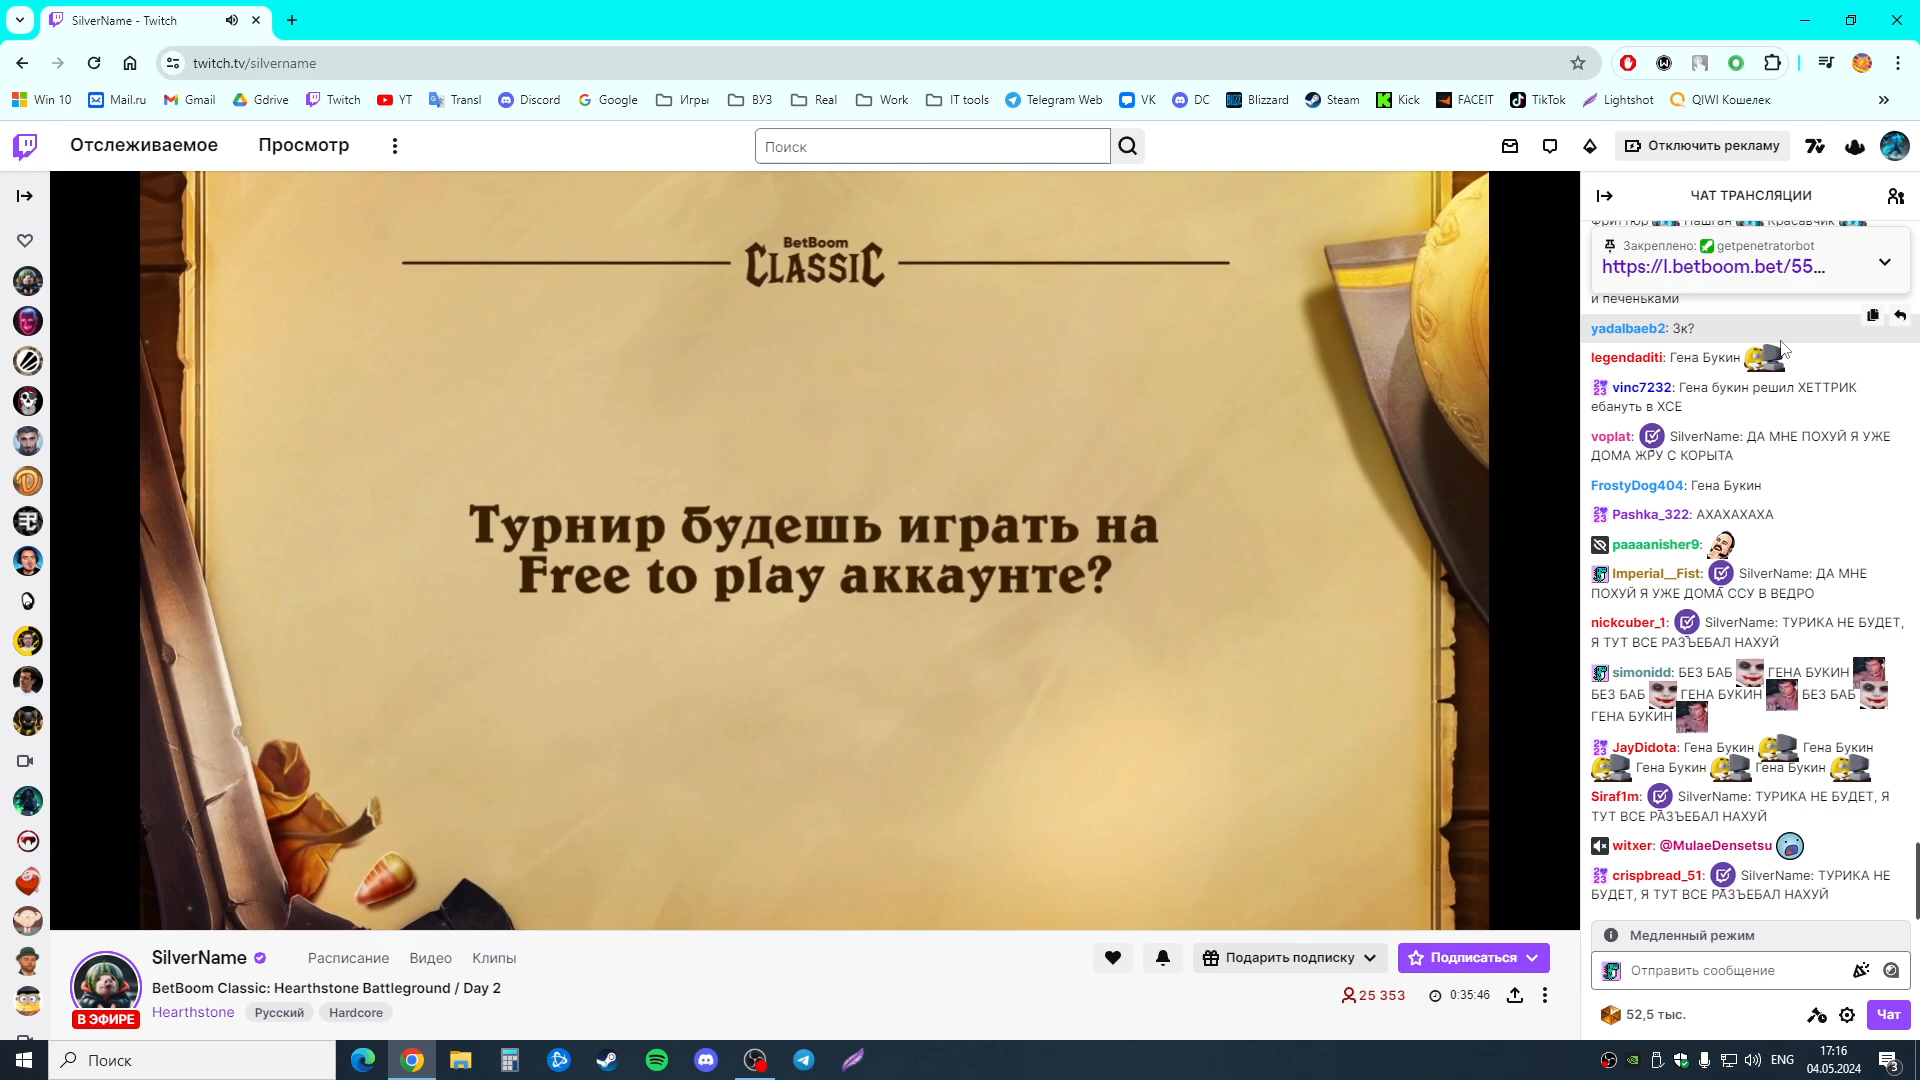 SilverName - Twitch
twitch.tv/silvername
Win 10 Mail.ru Gmail Gdrive Twitch YT Transl Discord Google Игры ВУЗ Real Work IT tools Telegram Web VK DC Blizzard Steam Kick FACEIT TikTok Lightshot QIWI Кошелек
Отслеживаемое Просмотр Поиск Отключить рекламу
ЧАТ ТРАНСЛЯЦИИ
BetBoom
CLASSIC
Турнир будешь играть на
Free to play аккаунте?
Закреплено: getpenetratorbot
https://l.betboom.bet/55...
и печеньками
yadalbaeb2: 3к?
legendaditi: Гена Букин
vinc7232: Гена букин решил ХЕТТРИК
ебануть в ХСЕ
voplat: SilverName: ДА МНЕ ПОХУЙ Я УЖЕ
ДОМА ЖРУ С КОРЫТА
FrostyDog404: Гена Букин
Pashka_322: АХАХАХАХА
paaaanisher9:
Imperial__Fist: SilverName: ДА МНЕ
ПОХУЙ Я УЖЕ ДОМА ССУ В ВЕДРО
nickcuber_1: SilverName: ТУРИКА НЕ БУДЕТ,
Я ТУТ ВСЕ РАЗЪЕБАЛ НАХУЙ
simonidd: БЕЗ БАБ ГЕНА БУКИН
БЕЗ БАБ ГЕНА БУКИН БЕЗ БАБ
ГЕНА БУКИН
JayDidota: Гена Букин Гена Букин
Гена Букин Гена Букин
Siraf1m: SilverName: ТУРИКА НЕ БУДЕТ, Я
ТУТ ВСЕ РАЗЪЕБАЛ НАХУЙ
witxer: @MulaeDensetsu
crispbread_51: SilverName: ТУРИКА НЕ
БУДЕТ, Я ТУТ ВСЕ РАЗЪЕБАЛ НАХУЙ
Медленный режим
Отправить сообщение
52,5 тыс. Чат
SilverName Расписание Видео Клипы Подарить подписку Подписаться
BetBoom Classic: Hearthstone Battleground / Day 2
25 353 0:35:46
Hearthstone Русский Hardcore
В ЭФИРЕ
Поиск
ENG
17:16
04.05.2024
3